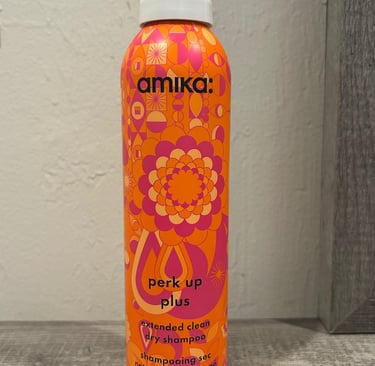 amika:
perk up
plus
extended clean
dry shampoo
shampooing sec